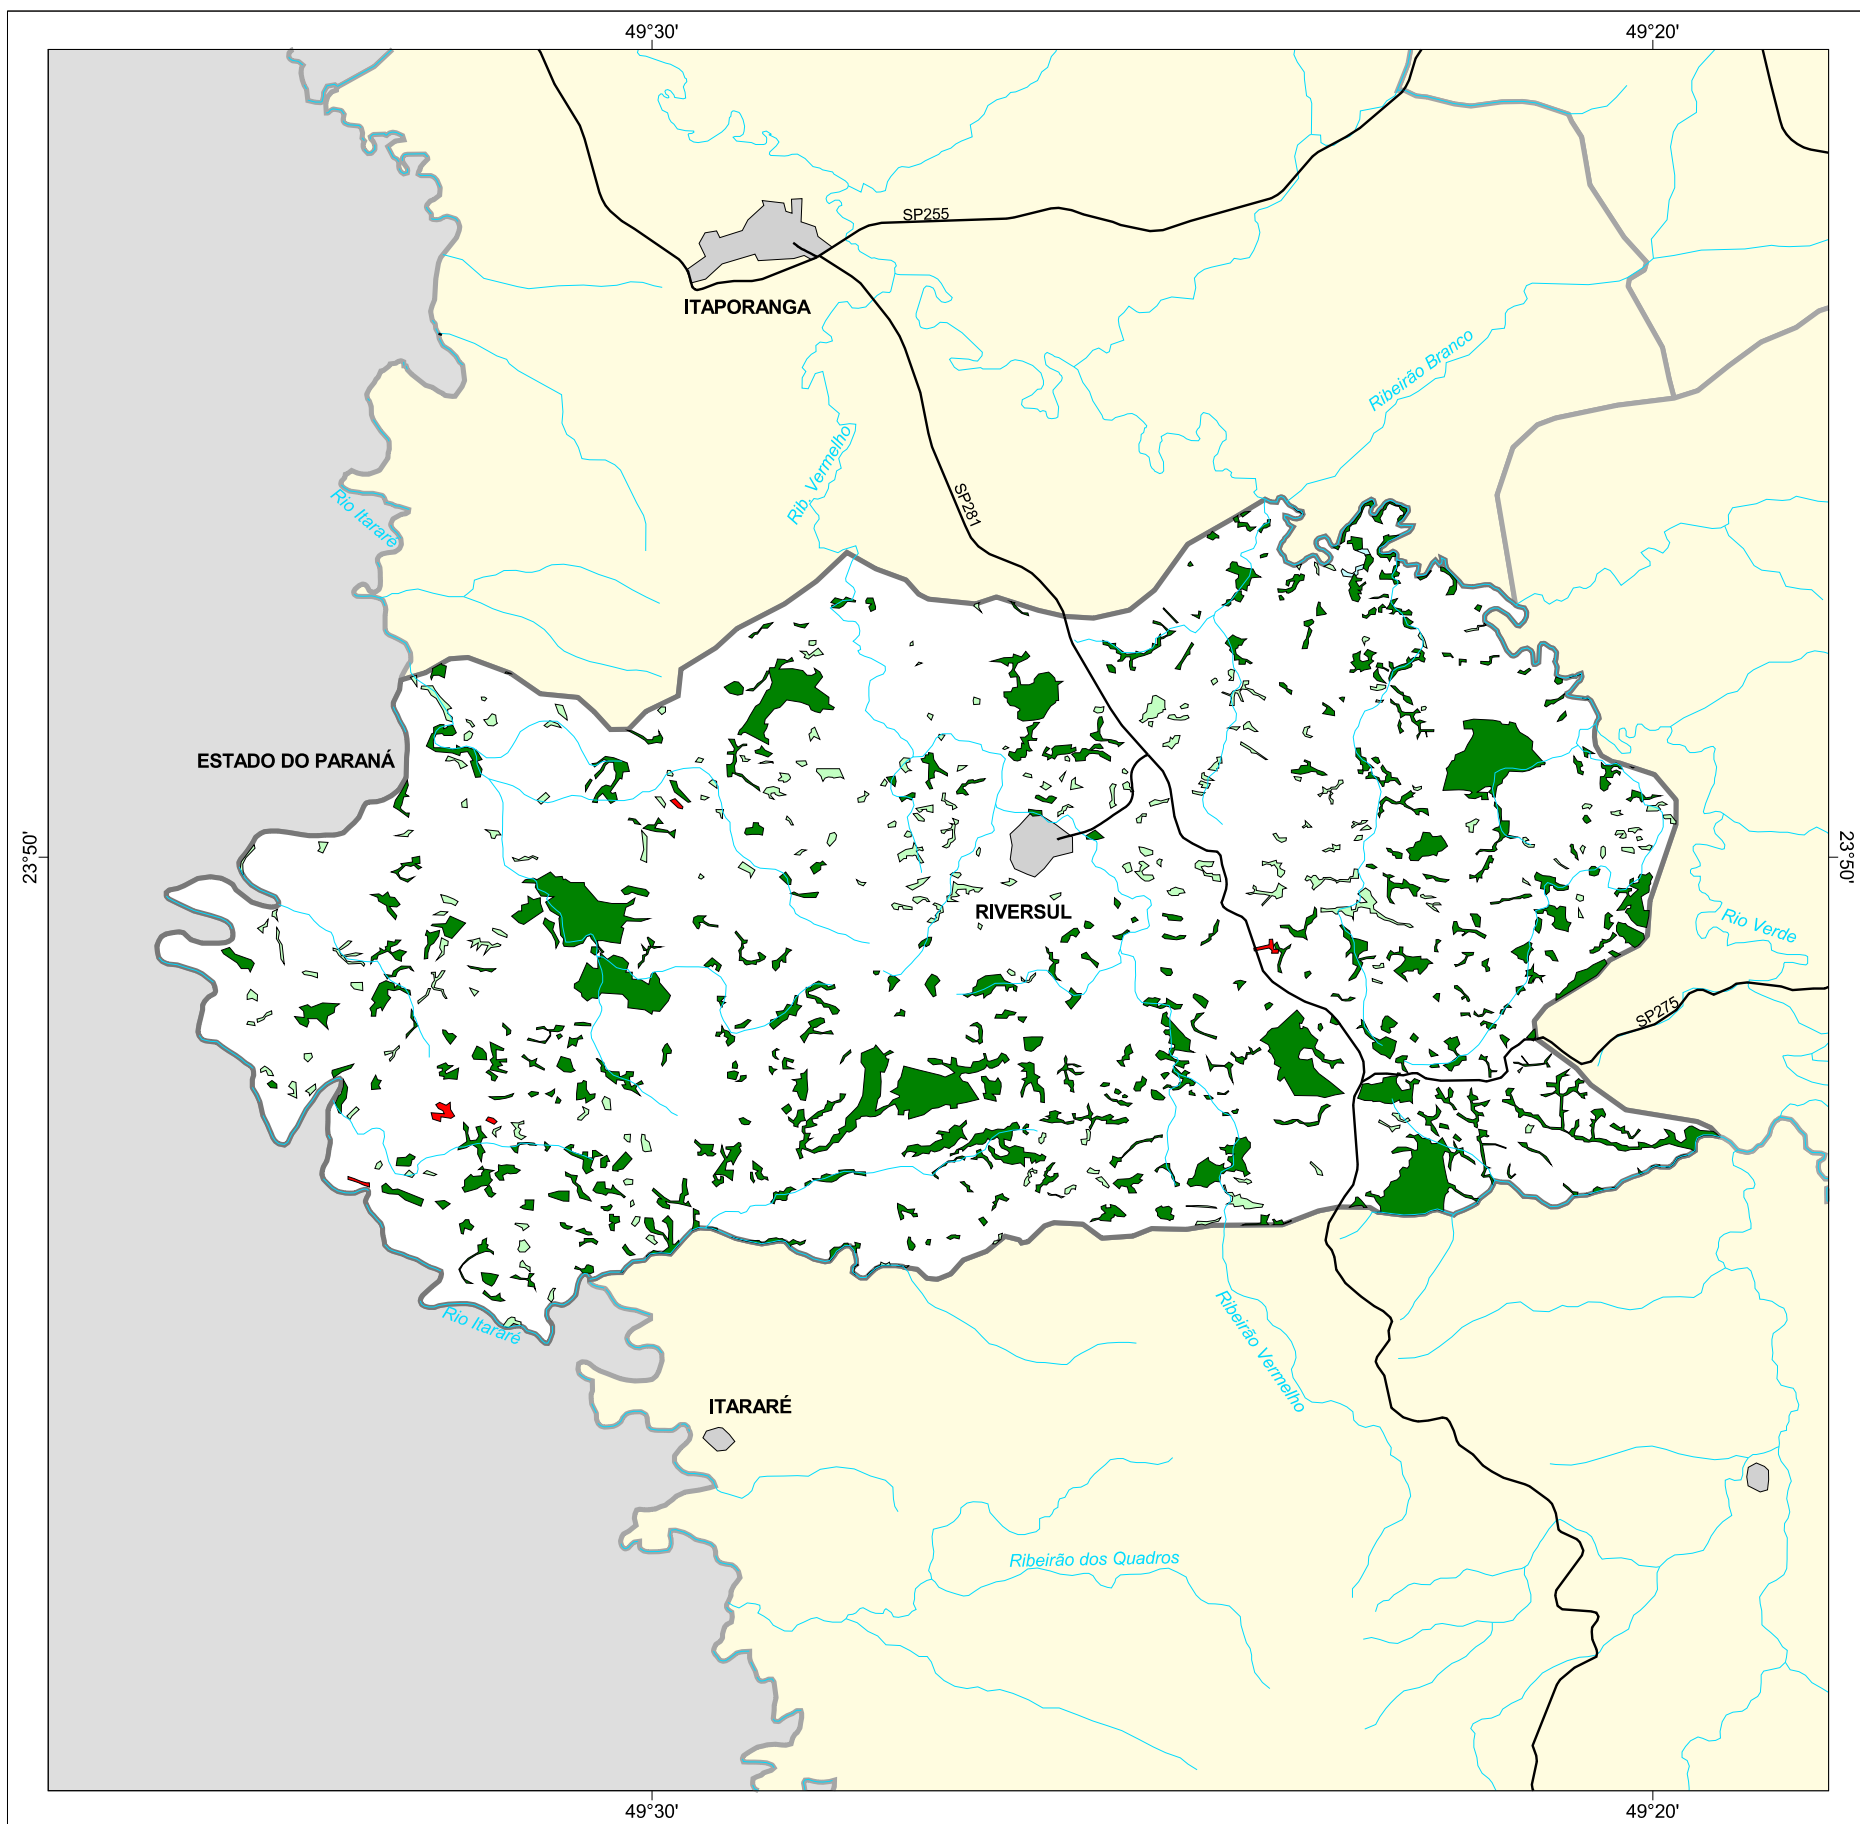 49°30'
49°20'
SP255
ITAPORANGA
Ribeirão Branco
Rib. Vermelho
SP281
Rio Itararé
ESTADO DO PARANÁ
23°50'
23°50'
RIVERSUL
Rio Verde
SP275
Rio Itararé
Ribeirão Vermelho
ITARARÉ
Ribeirão dos Quadros
49°30'
49°20'